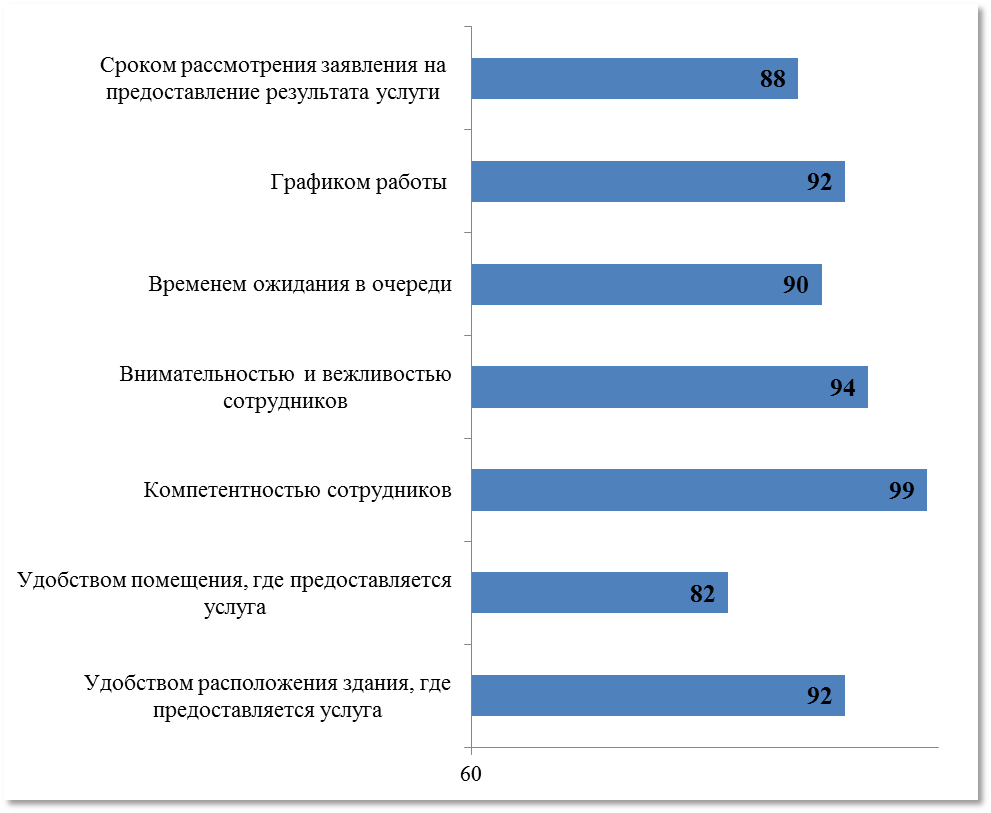 Сроком рассмотрения заявления на
предоставление результата услуги
88
Графиком работы
92
Временем ожидания в очереди
90
Внимательностью и вежливостью
сотрудников
94
Компетентностью сотрудников
99
Удобством помещения, где предоставляется
услуга
82
Удобством расположения здания, где
предоставляется услуга
92
60